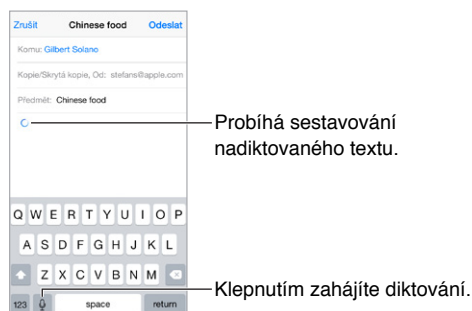 Zrušit Chinese food Odeslat
Komu: Gilbert Solano
Kopie/Skrytá kopie, Od: stefans@apple.com
Předmět: Chinese food
Probíhá sestavování
nadiktovaného textu.
Q W E R T Y U I O P
A S D F G H J K L
Z X C V B N M
123 space return
Klepnutím zahájíte diktování.